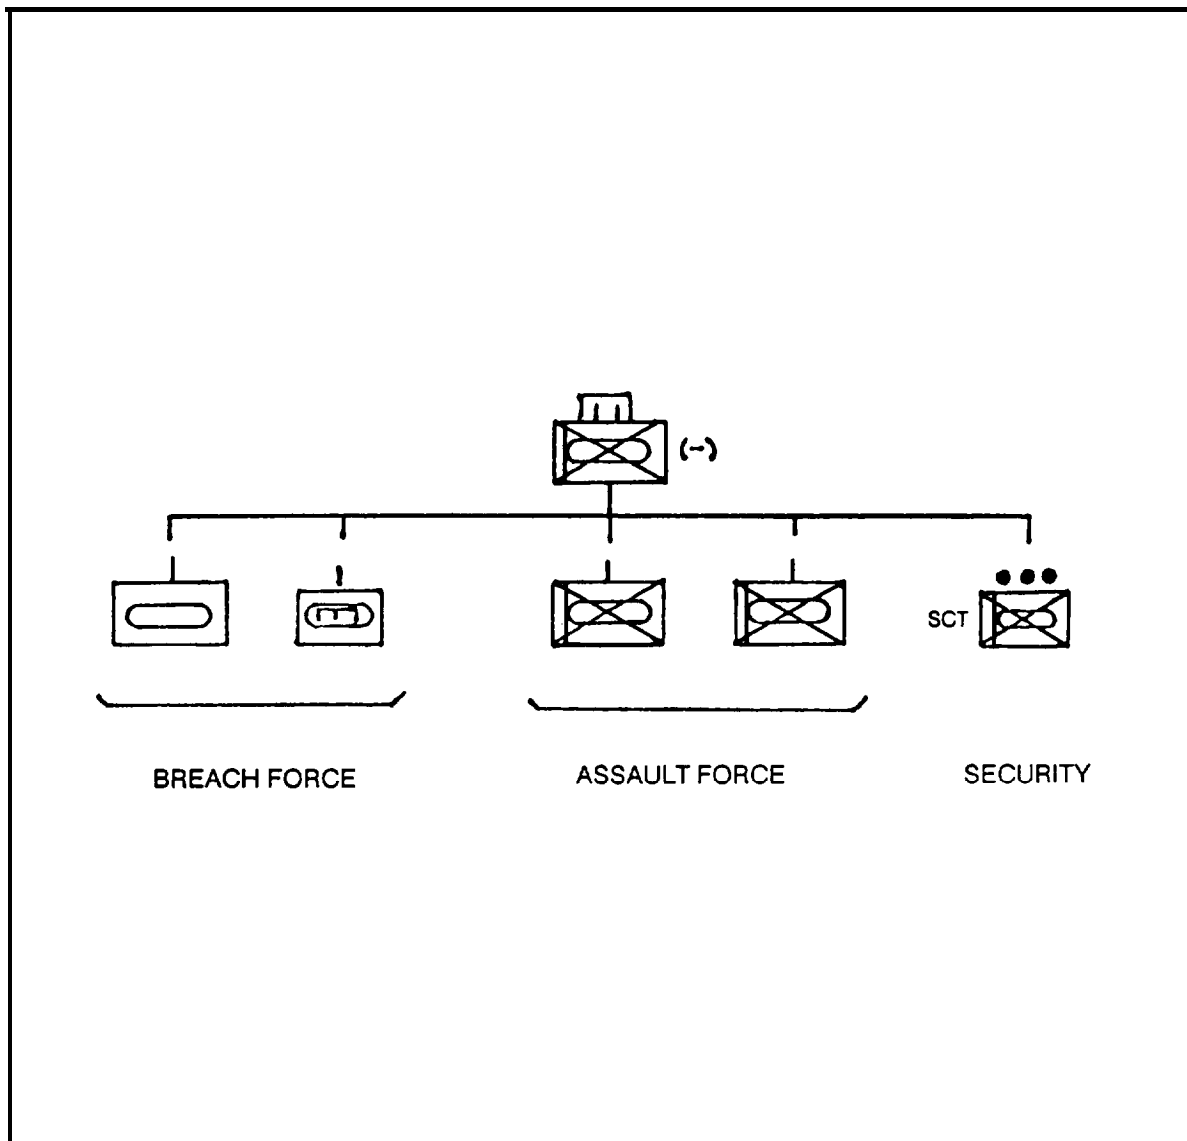 (-)
SCT
BREACH FORCE
ASSAULT FORCE
SECURITY